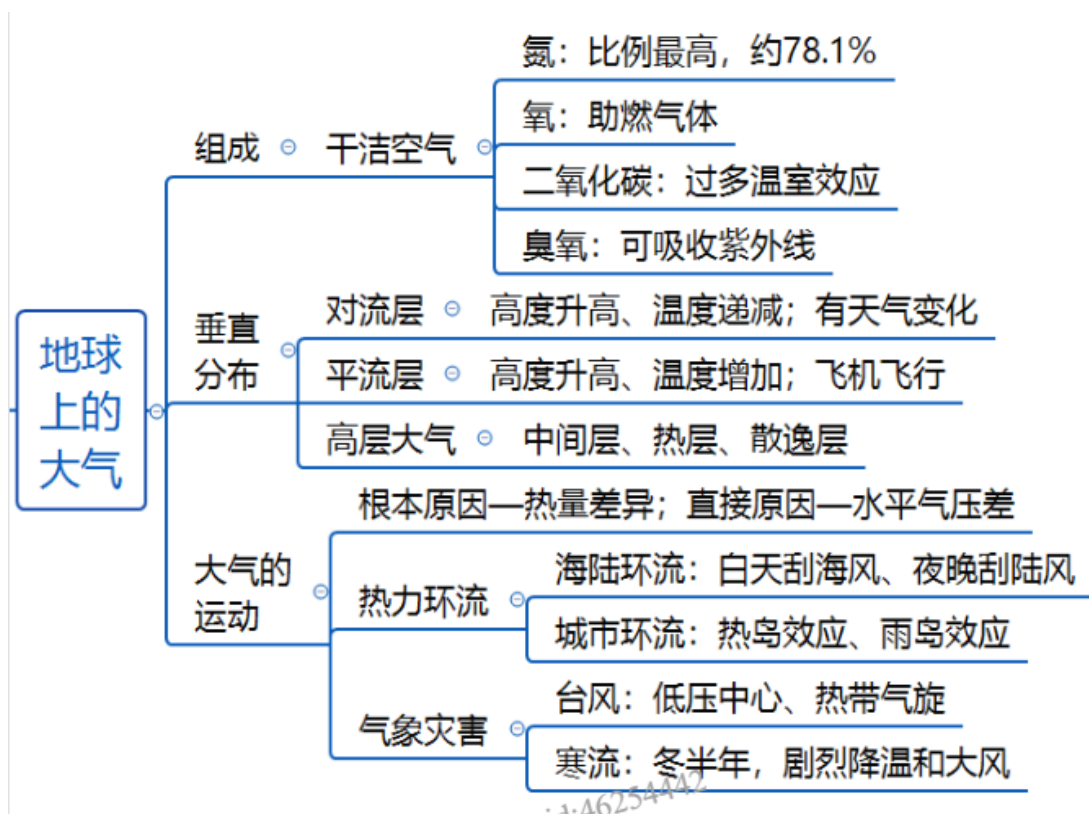 地球
上的
大气
组成
干洁空气
氮：比例最高，约78.1%
氧：助燃气体
二氧化碳：过多温室效应
臭氧：可吸收紫外线
垂直
分布
对流层
高度升高、温度递减；有天气变化
平流层
高度升高、温度增加；飞机飞行
高层大气
中间层、热层、散逸层
大气的
运动
根本原因—热量差异；直接原因—水平气压差
热力环流
海陆环流：白天刮海风、夜晚刮陆风
城市环流：热岛效应、雨岛效应
气象灾害
台风：低压中心、热带气旋
寒流：冬半年，剧烈降温和大风
id:46254442